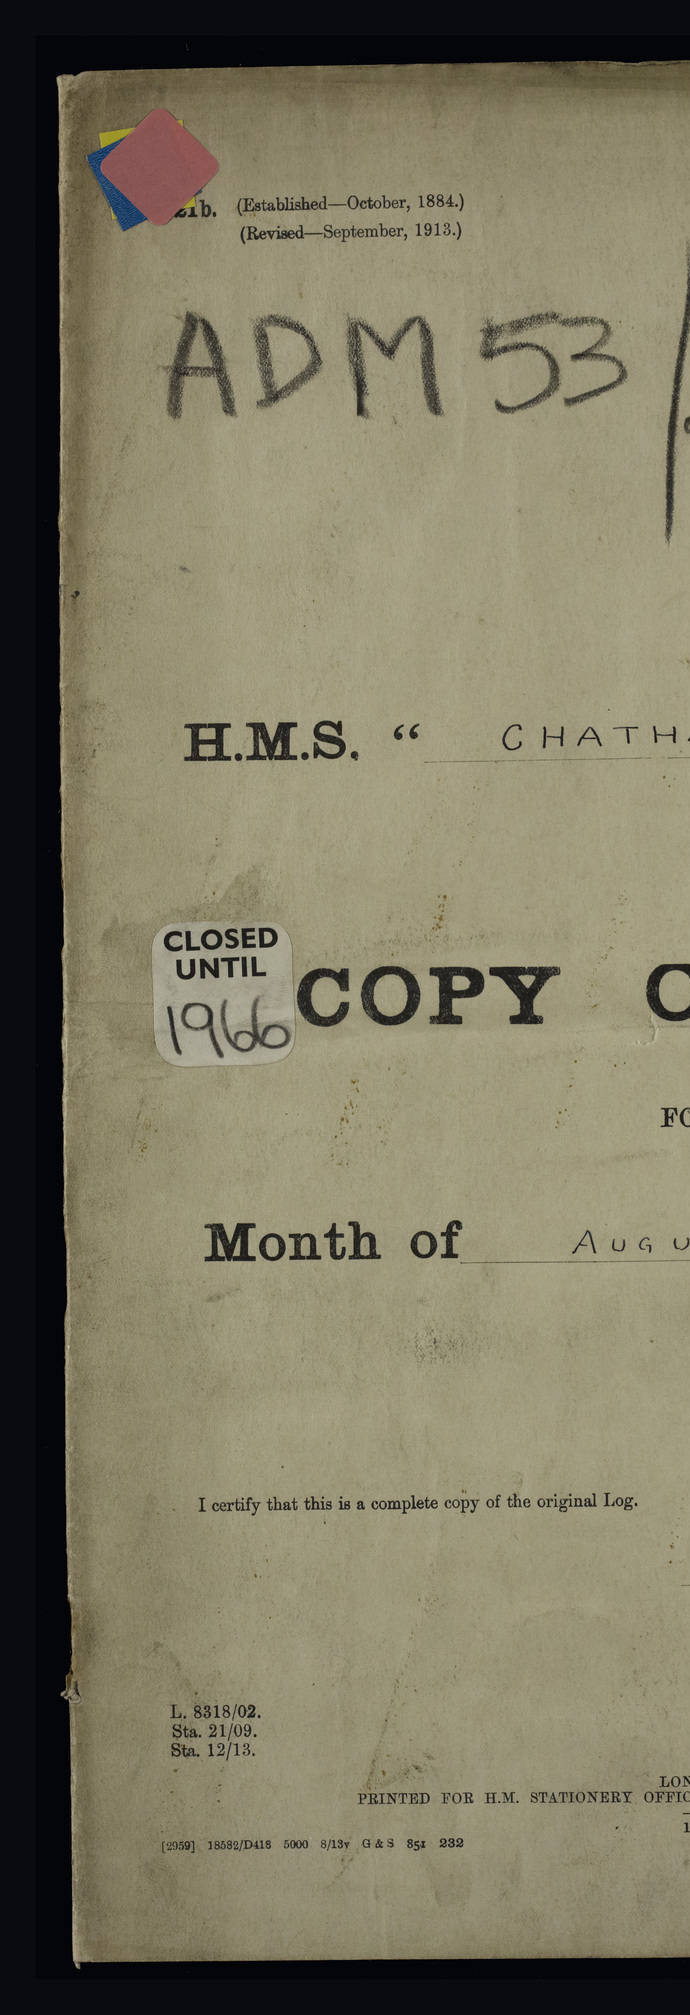 (Established—October, 1884.)
(Revised—September, 1913.)
ADM 53/
H.M.S. “ CHATH
CLOSED
UNTIL
1966
COPY
Month of AUGU
I certify that this is a complete copy of the original Log.
L. 8318/02.
Sta. 21/09.
Sta. 12/13.
LON
PRINTED FOR H.M. STATIONERY OFFIC
[2959] 18582/D418 5000 8/13v G & S 851 232